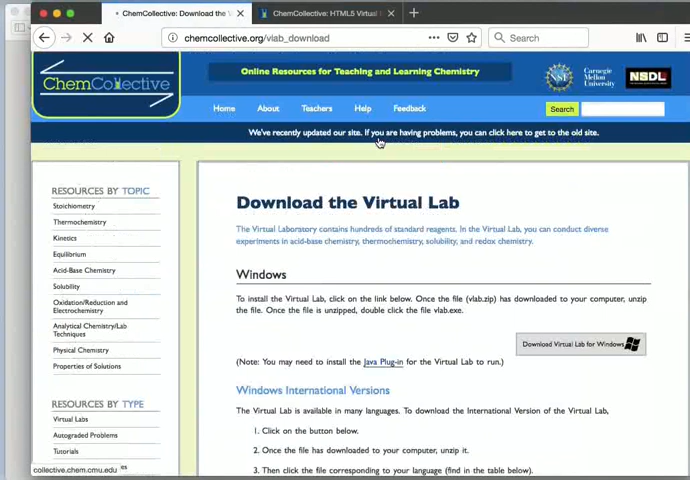 ChemCollective: Download the V
ChemCollective: HTML5 Virtual
chemcollective.org/vlab_download
Search
ChemCollective
Online Resources for Teaching and Learning Chemistry
Carnegie
Mellon
University
NSDL
Home About Teachers Help Feedback
Search
We've recently updated our site. If you are having problems, you can click here to get to the old site.
RESOURCES BY TOPIC
Stoichiometry
Thermochemistry
Kinetics
Equilibrium
Acid-Base Chemistry
Solubility
Oxidation/Reduction and
Electrochemistry
Analytical Chemistry/Lab
Techniques
Physical Chemistry
Properties of Solutions
RESOURCES BY TYPE
Virtual Labs
Autograded Problems
Tutorials
collective.chem.cmu.edu
Download the Virtual Lab
The Virtual Laboratory contains hundreds of standard reagents. In the Virtual Lab, you can conduct diverse
experiments in acid-base chemistry, thermochemistry, solubility, and redox chemistry.
Windows
To install the Virtual Lab, click on the link below. Once the file (vlab.zip) has downloaded to your computer, unzip
the file. Once the file is unzipped, double click the file vlab.exe.
Download Virtual Lab for Windows
(Note: You may need to install the Java Plug-in for the Virtual Lab to run.)
Windows International Versions
The Virtual Lab is available in many languages. To download the International Version of the Virtual Lab,
1. Click on the button below.
2. Once the file has downloaded to your computer, unzip it.
3. Then click the file corresponding to your language (find in the table below).